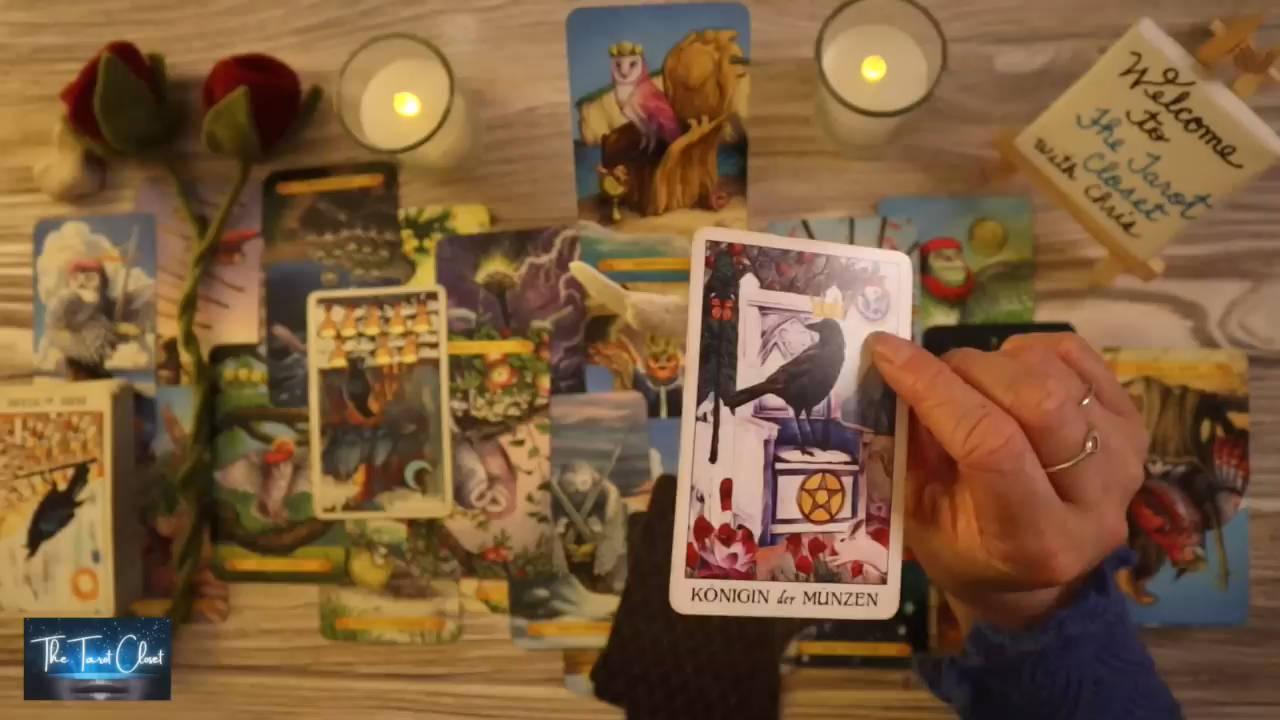 Welcome
to
The Tarot
Closet
with Chris
KÖNIGIN der MÜNZEN
The Tarot Closet